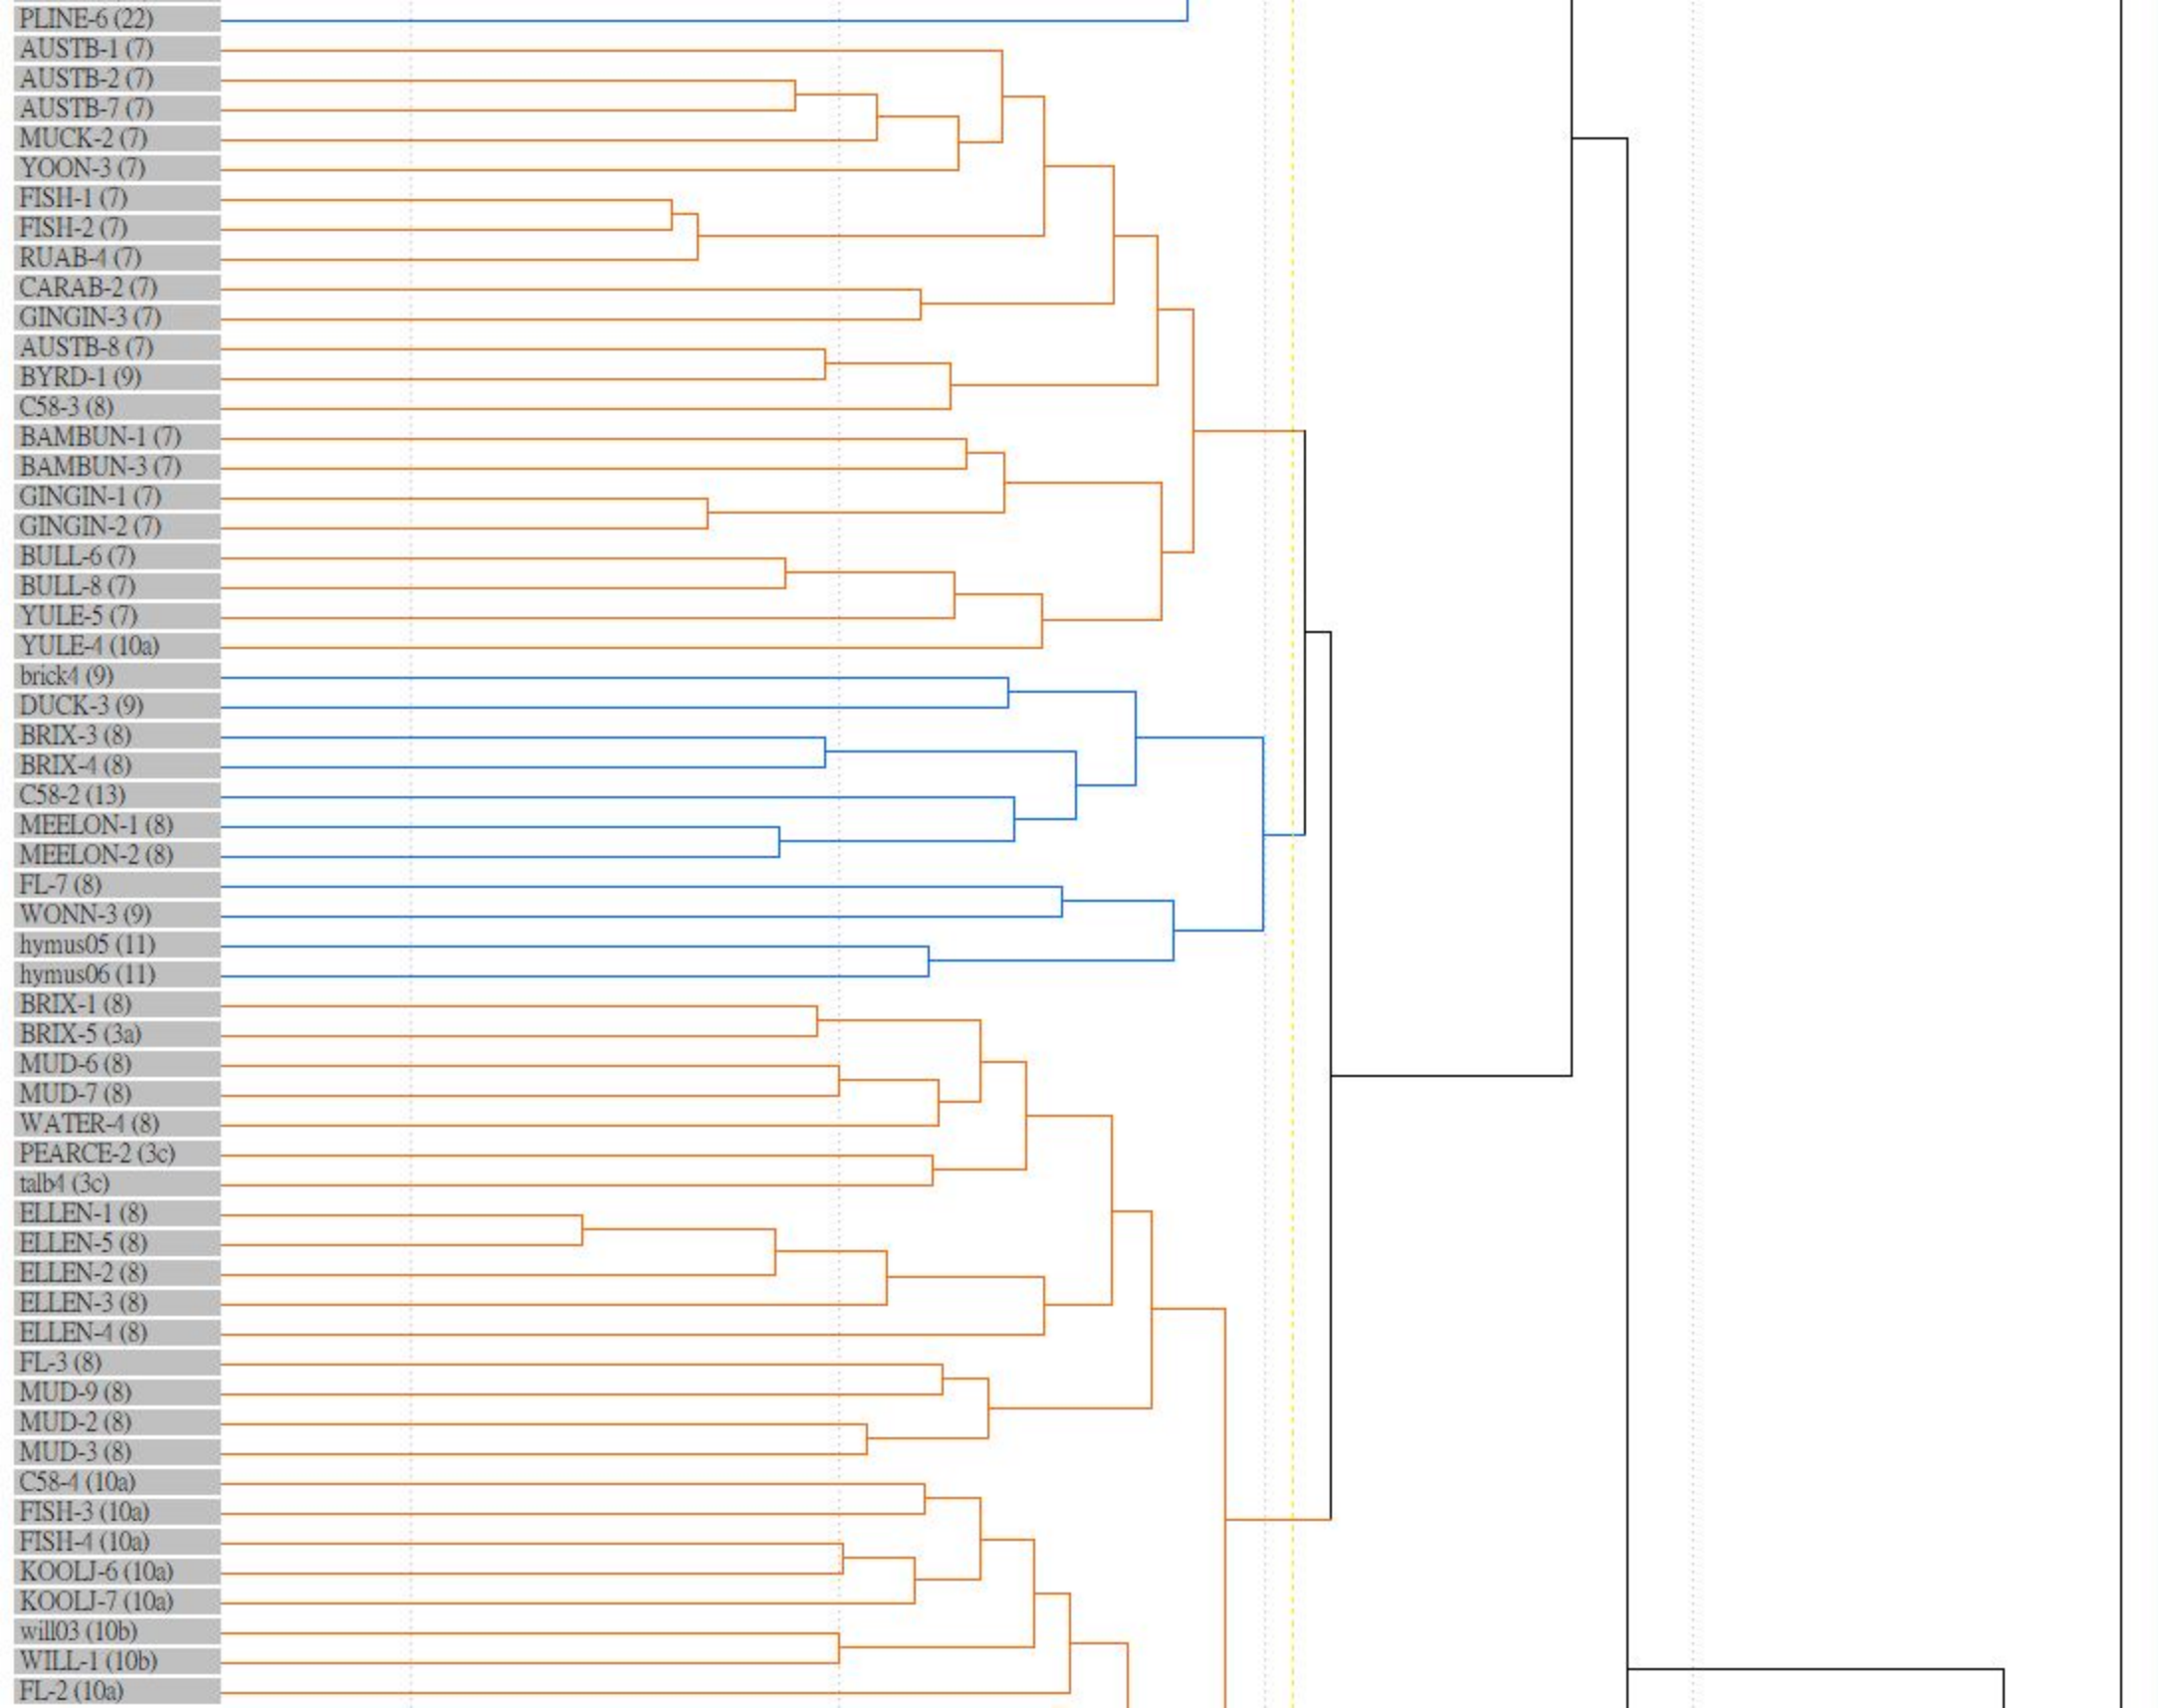 PLINE-6 (22)
AUSTB-1 (7)
AUSTB-2 (7)
AUSTB-7 (7)
MUCK-2 (7)
YOON-3 (7)
FISH-1 (7)
FISH-2 (7)
RUAB-4 (7)
CARAB-2 (7)
GINGIN-3 (7)
AUSTB-8 (7)
BYRD-1 (9)
C58-3 (8)
BAMBUN-1 (7)
BAMBUN-3 (7)
GINGIN-1 (7)
GINGIN-2 (7)
BULL-6 (7)
BULL-8 (7)
YULE-5 (7)
YULE-4 (10a)
brick4 (9)
DUCK-3 (9)
BRIX-3 (8)
BRIX-4 (8)
C58-2 (13)
MEELON-1 (8)
MEELON-2 (8)
FL-7 (8)
WONN-3 (9)
hymus05 (11)
hymus06 (11)
BRIX-1 (8)
BRIX-5 (3a)
MUD-6 (8)
MUD-7 (8)
WATER-4 (8)
PEARCE-2 (3c)
talb4 (3c)
ELLEN-1 (8)
ELLEN-5 (8)
ELLEN-2 (8)
ELLEN-3 (8)
ELLEN-4 (8)
FL-3 (8)
MUD-9 (8)
MUD-2 (8)
MUD-3 (8)
C58-4 (10a)
FISH-3 (10a)
FISH-4 (10a)
KOOLJ-6 (10a)
KOOLJ-7 (10a)
will03 (10b)
WILL-1 (10b)
FL-2 (10a)